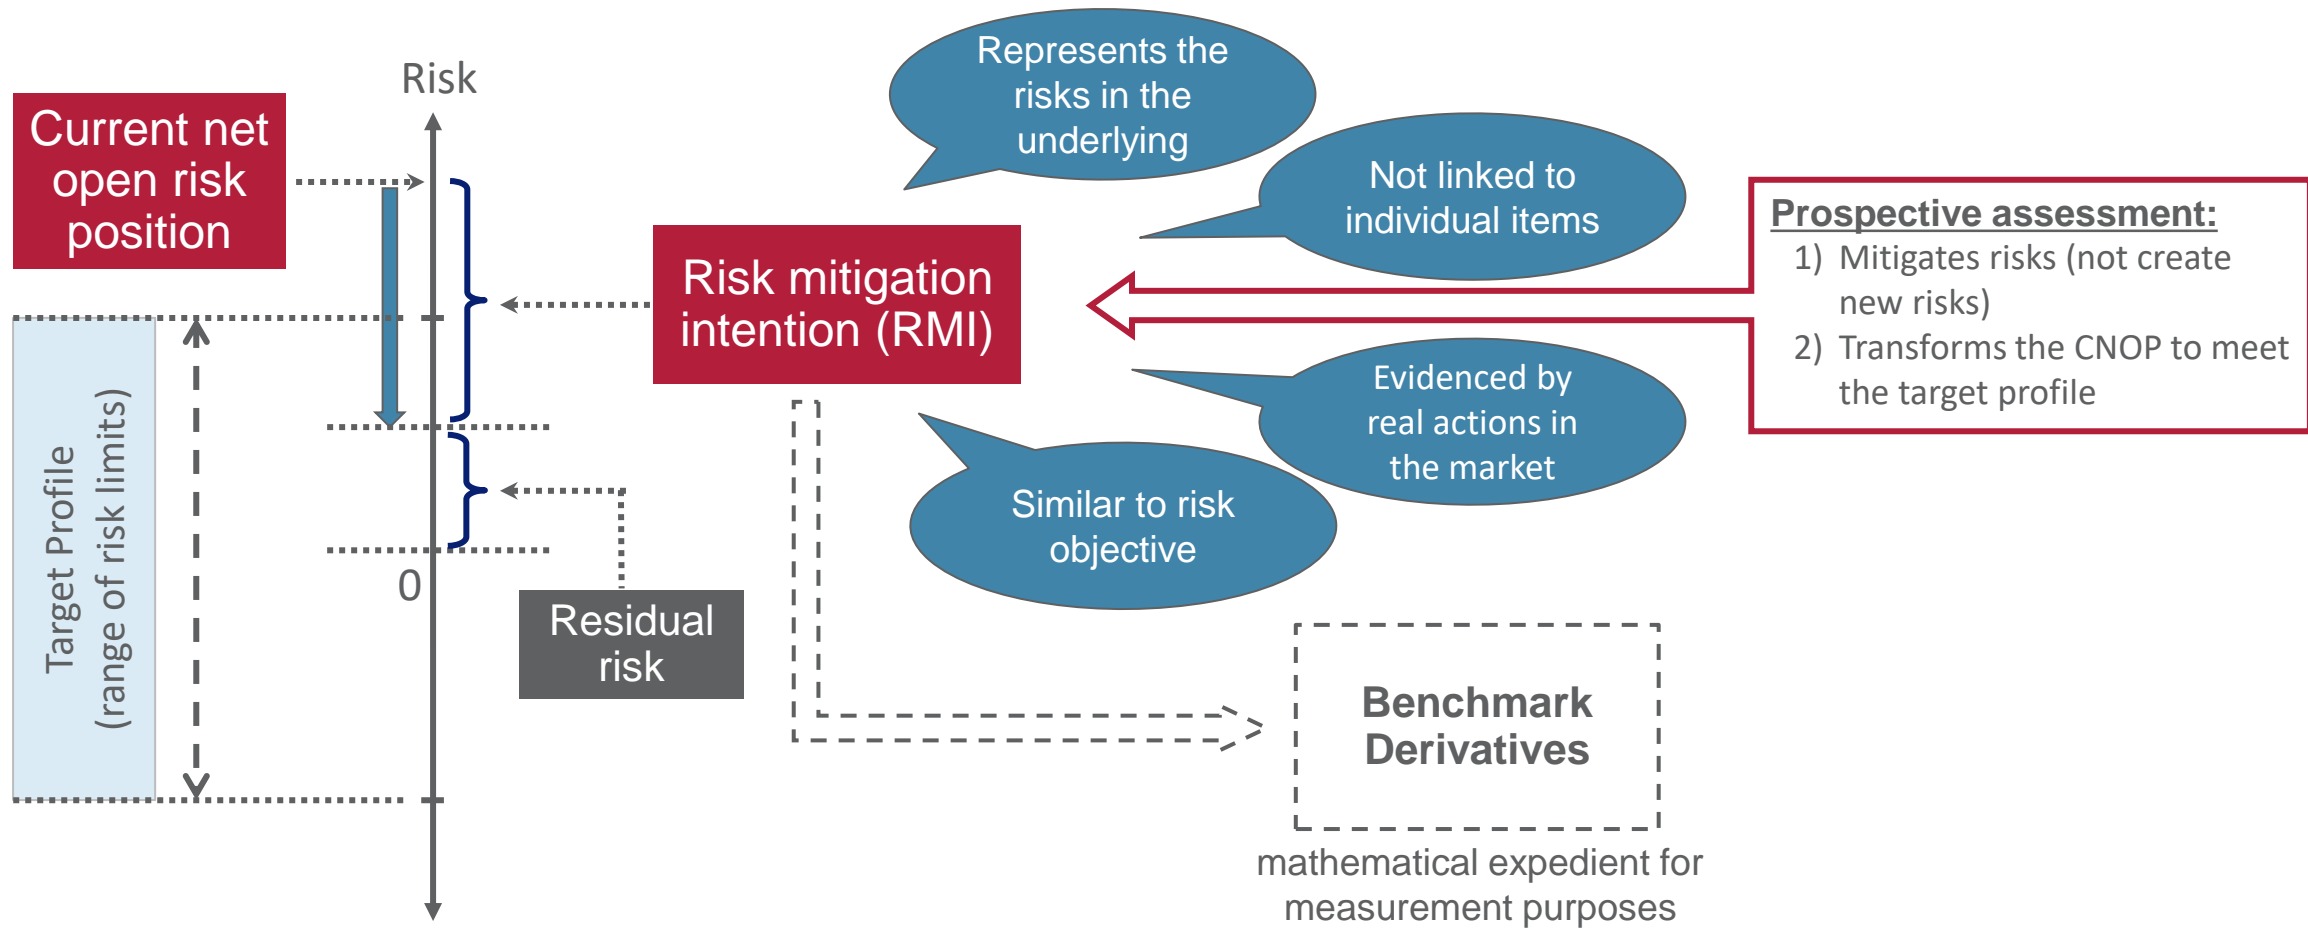 Risk
Current net
open risk
position
Target Profile
(range of risk limits)
0
Residual
risk
Risk mitigation
intention (RMI)
Represents the
risks in the
underlying
Not linked to
individual items
Evidenced by
real actions in
the market
Similar to risk
objective
Prospective assessment:
1) Mitigates risks (not create
new risks)
2) Transforms the CNOP to meet
the target profile
Benchmark
Derivatives
mathematical expedient for
measurement purposes